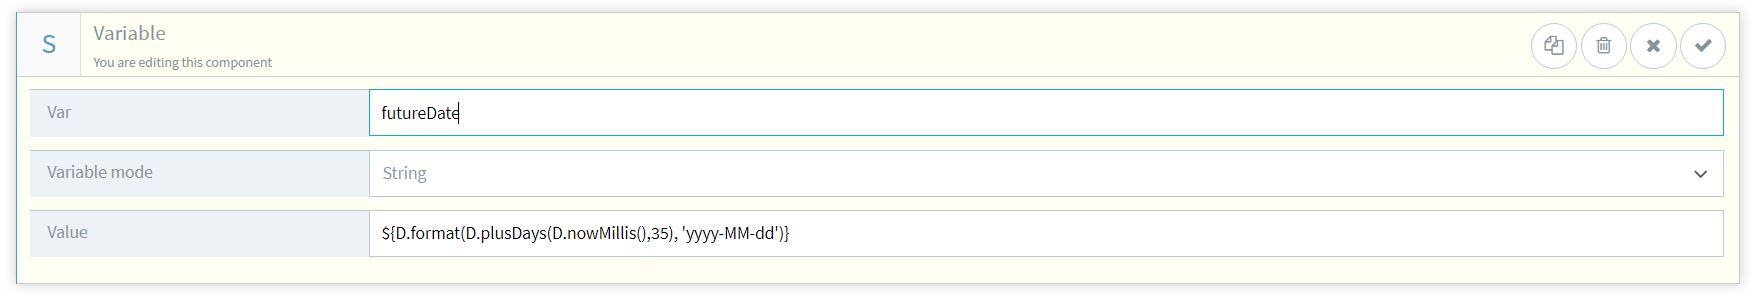 S
Variable
You are editing this component
Var
futureDate
Variable mode
String
Value
${D.format(D.plusDays(D.nowMillis(),35), 'yyyy-MM-dd')}